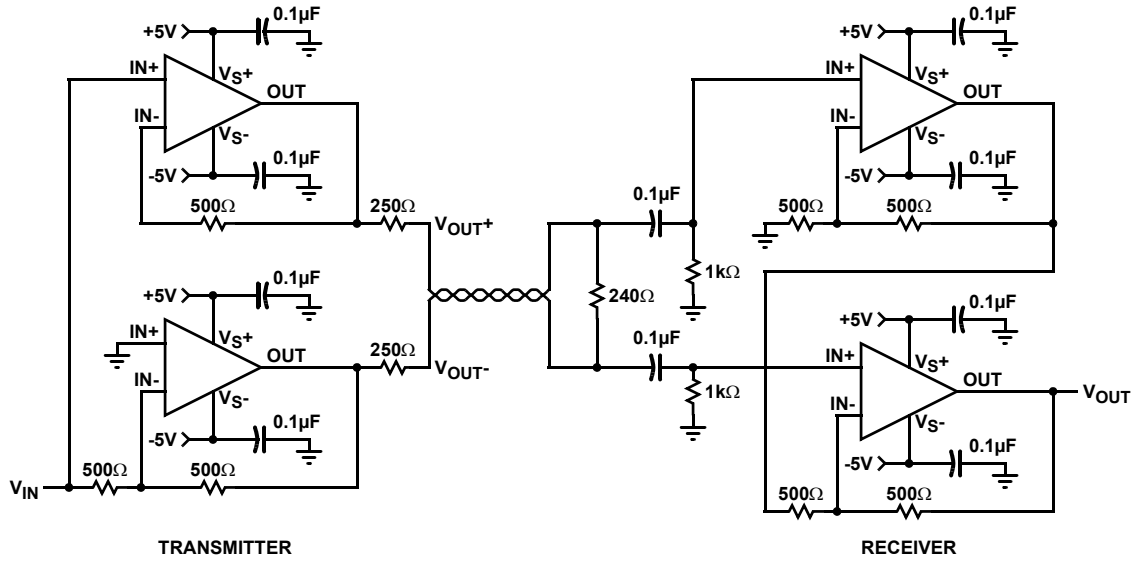 +5V
0.1µF
IN+
VS+
OUT
IN-
VS-
-5V
0.1µF
500Ω
250Ω
VOUT+
+5V
0.1µF
IN+
VS+
OUT
250Ω
IN-
VOUT-
VS-
-5V
0.1µF
500Ω
500Ω
VIN
TRANSMITTER
0.1µF
1kΩ
240Ω
0.1µF
1kΩ
+5V
0.1µF
IN+
VS+
OUT
IN-
VS-
-5V
0.1µF
500Ω
500Ω
+5V
0.1µF
IN+
VS+
OUT
VOUT
IN-
VS-
-5V
0.1µF
500Ω
500Ω
RECEIVER